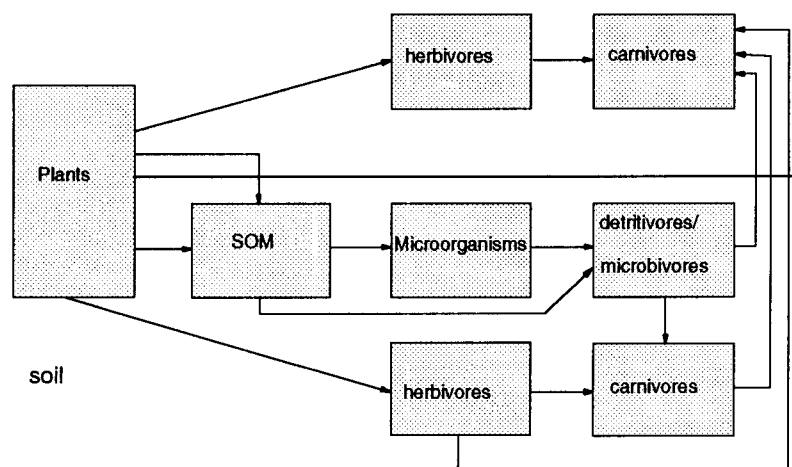 herbivores
carnivores
Plants
SOM
Microorganisms
detritivores/
microbivores
soil
herbivores
carnivores